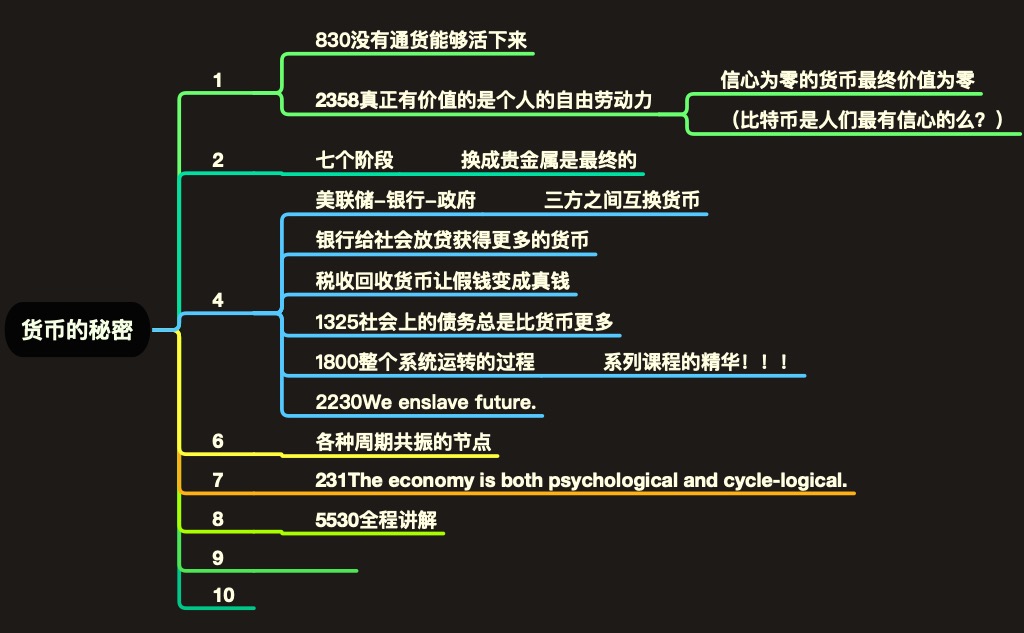 货币的秘密
1
830没有通货能够活下来
2358真正有价值的是个人的自由劳动力
信心为零的货币最终价值为零
（比特币是人们最有信心的么？）
2
七个阶段
换成贵金属是最终的
4
美联储–银行–政府
三方之间互换货币
银行给社会放贷获得更多的货币
税收回收货币让假钱变成真钱
1325社会上的债务总是比货币更多
1800整个系统运转的过程
系列课程的精华！！！
2230We enslave future.
6
各种周期共振的节点
7
231The economy is both psychological and cycle-logical.
8
5530全程讲解
9
10